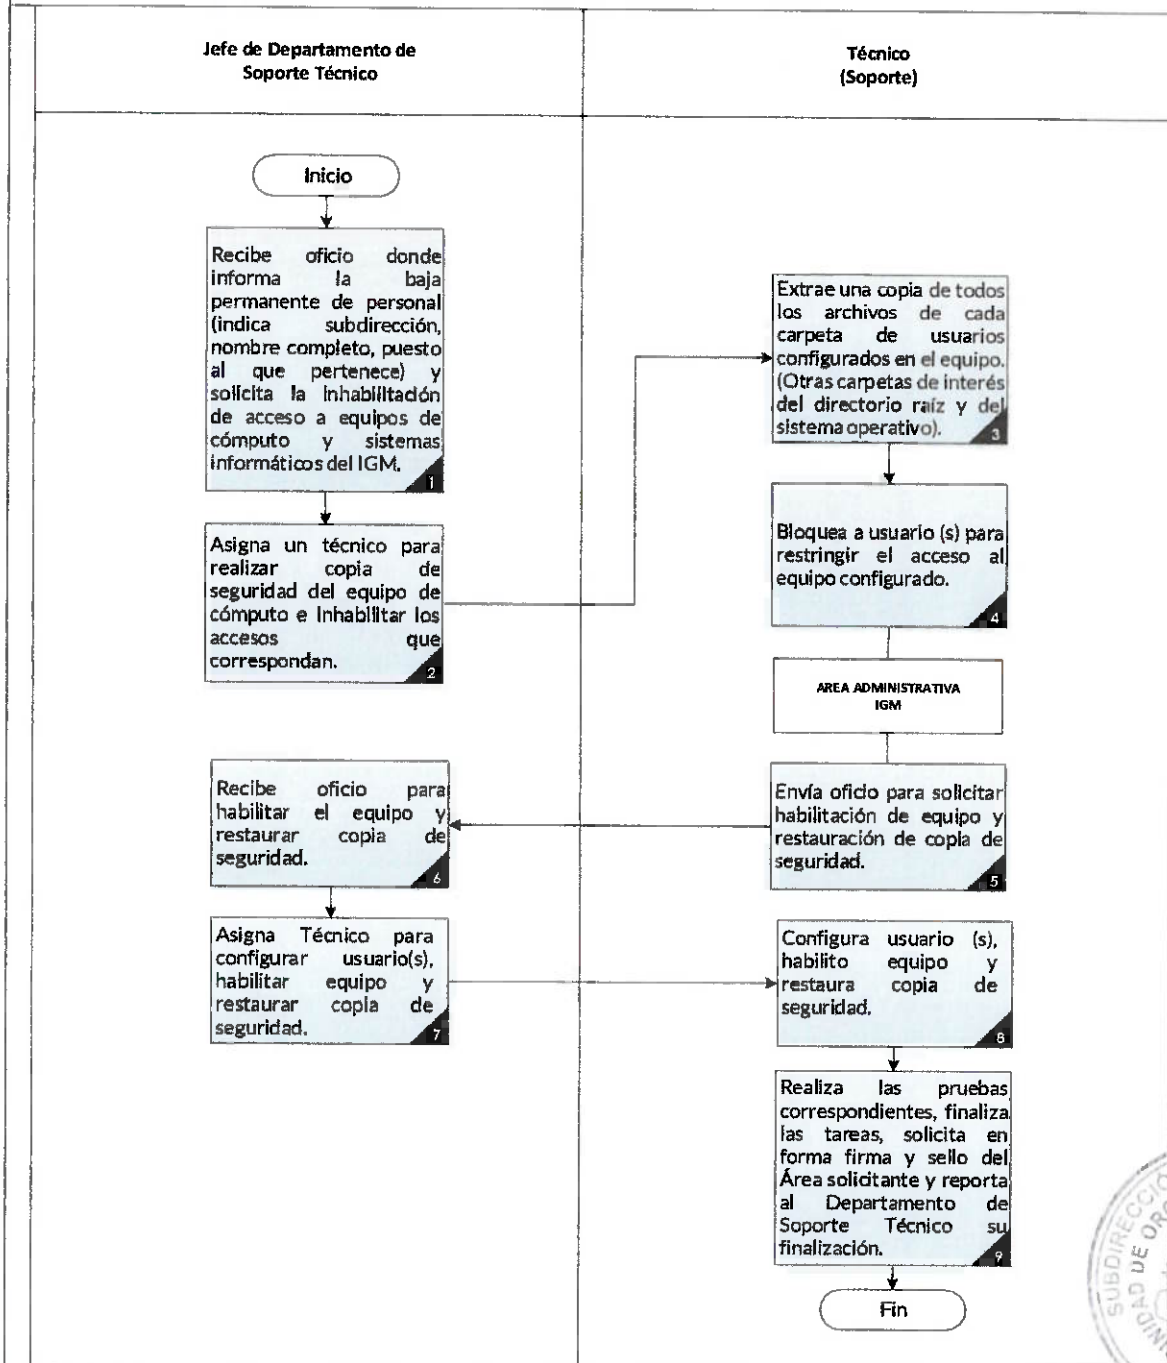 Jefe de Departamento de
Soporte Técnico
Técnico
(Soporte)
Inicio
Recibe oficio donde
informa la baja
permanente de personal
(indica subdirección,
nombre completo, puesto
al que pertenece) y
solicita la inhabilitación
de acceso a equipos de
cómputo y sistemas
informáticos del IGM.
1
Asigna un técnico para
realizar copia de
seguridad del equipo de
cómputo e inhabilitar los
accesos que
correspondan.
2
Extrae una copia de todos
los archivos de cada
carpeta de usuarios
configurados en el equipo.
(Otras carpetas de interés
del directorio raíz y del
sistema operativo).
3
Bloquea a usuario (s) para
restringir el acceso al
equipo configurado.
4
AREA ADMINISTRATIVA
IGM
Envía oficio para solicitar
habilitación de equipo y
restauración de copia de
seguridad.
5
Recibe oficio para
habilitar el equipo y
restaurar copia de
seguridad.
6
Asigna Técnico para
configurar usuario(s),
habilitar equipo y
restaurar copia de
seguridad.
7
Configura usuario (s),
habilito equipo y
restaura copia de
seguridad.
8
Realiza las pruebas
correspondientes, finaliza
las tareas, solicita en
forma firma y sello del
Área solicitante y reporta
al Departamento de
Soporte Técnico su
finalización.
9
Fin